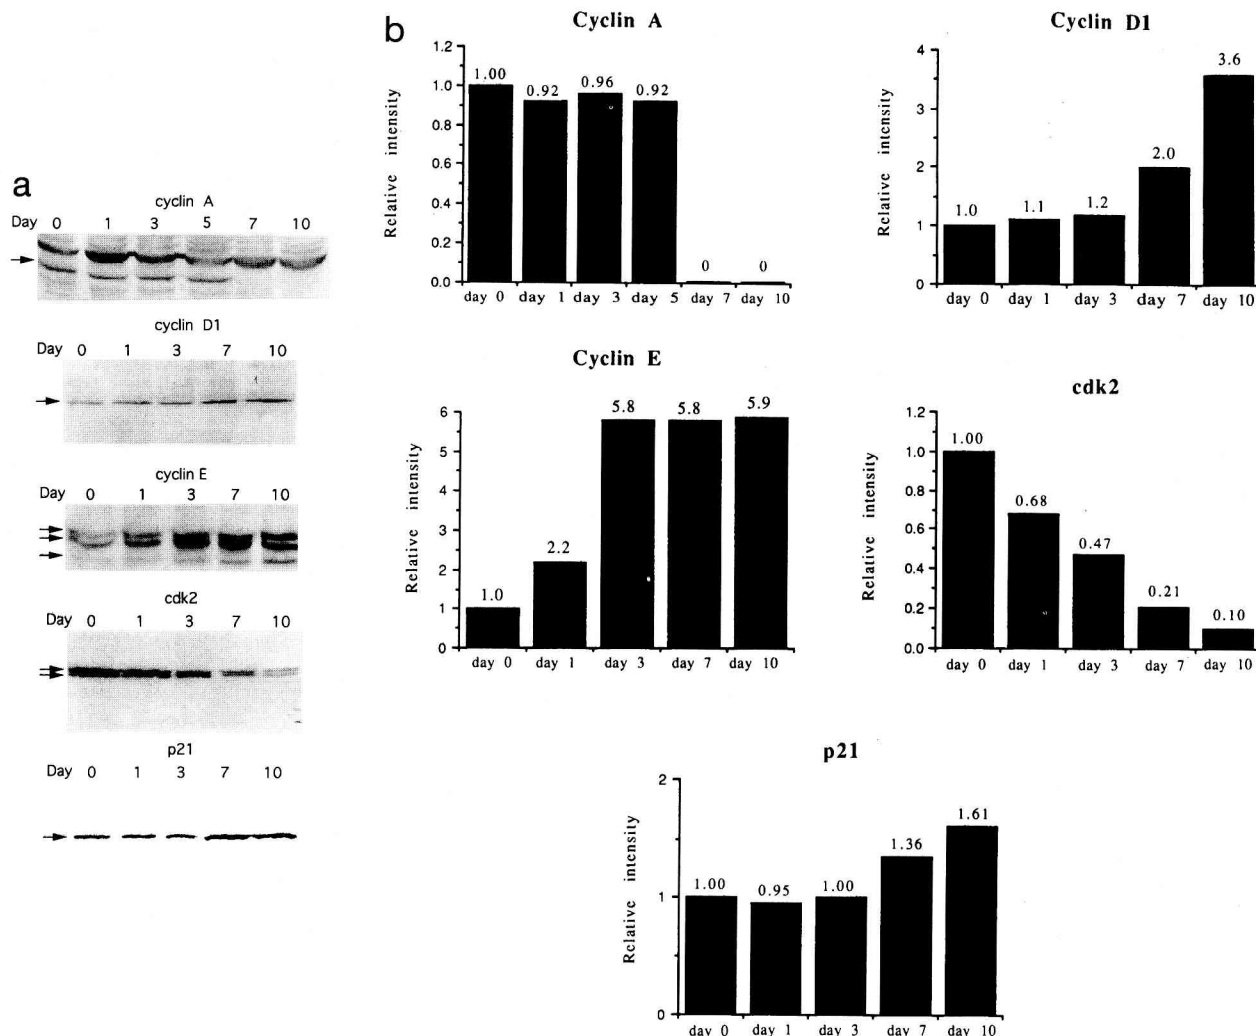 a
cyclin A
Day 0 1 3 5 7 10
cyclin D1
Day 0 1 3 7 10
cyclin E
Day 0 1 3 7 10
cdk2
Day 0 1 3 7 10
p21
Day 0 1 3 7 10
b
Cyclin A
Relative intensity
1.2
1.0
0.8
0.6
0.4
0.2
0.0
1.00
0.92
0.96
0.92
0
0
day 0 day 1 day 3 day 5 day 7 day 10
Cyclin D1
Relative intensity
4
3
2
1
0
1.0
1.1
1.2
2.0
3.6
day 0 day 1 day 3 day 7 day 10
Cyclin E
Relative intensity
6
5
4
3
2
1
0
1.0
2.2
5.8
5.8
5.9
day 0 day 1 day 3 day 7 day 10
cdk2
Relative intensity
1.2
1.0
0.8
0.6
0.4
0.2
0.0
1.00
0.68
0.47
0.21
0.10
day 0 day 1 day 3 day 7 day 10
p21
Relative intensity
2
1
0
1.00
0.95
1.00
1.36
1.61
day 0 day 1 day 3 day 7 day 10